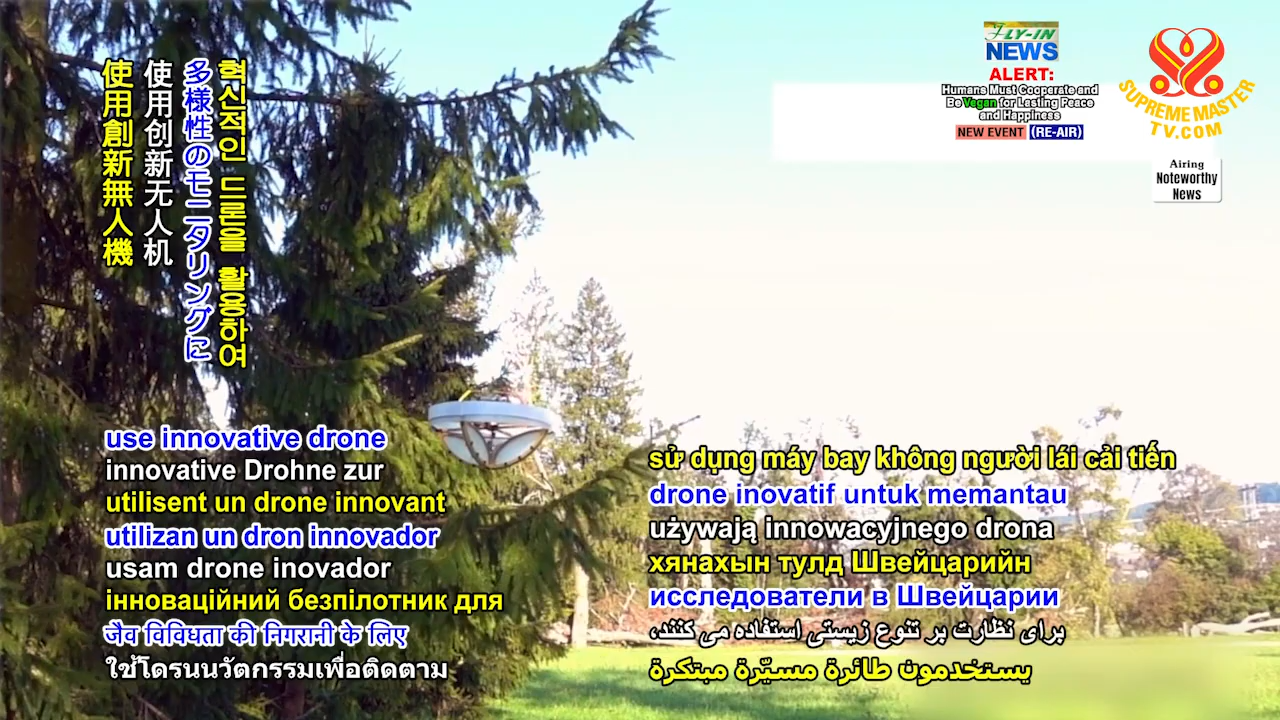 FLY-IN
NEWS
ALERT:
Humans Must Cooperate and
Be Vegan for Lasting Peace
and Happiness
NEW EVENT (RE-AIR)
SUPREME MASTER
TV.COM
Airing
Noteworthy
News
使用創新無人機
使用创新无人机
多様性のモニタリングに
혁신적인 드론을 활용하여
use innovative drone
innovative Drohne zur
utilisent un drone innovant
utilizan un dron innovador
usam drone inovador
інноваційний безпілотник для
जैव विविधता की निगरानी के लिए
ใช้โดรนนวัตกรรมเพื่อติดตาม
sử dụng máy bay không người lái cải tiến
drone inovatif untuk memantau
używają innowacyjnego drona
хянахын тулд Швейцарийн
исследователи в Швейцарии
برای نظارت بر تنوع زیستی استفاده می کنند،
يستخدمون طائرة مسيّرة مبتكرة